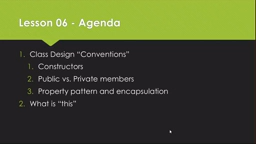 Lesson 06 - Agenda
1. Class Design "Conventions"
1. Constructors
2. Public vs. Private members
3. Property pattern and encapsulation
2. What is "this"